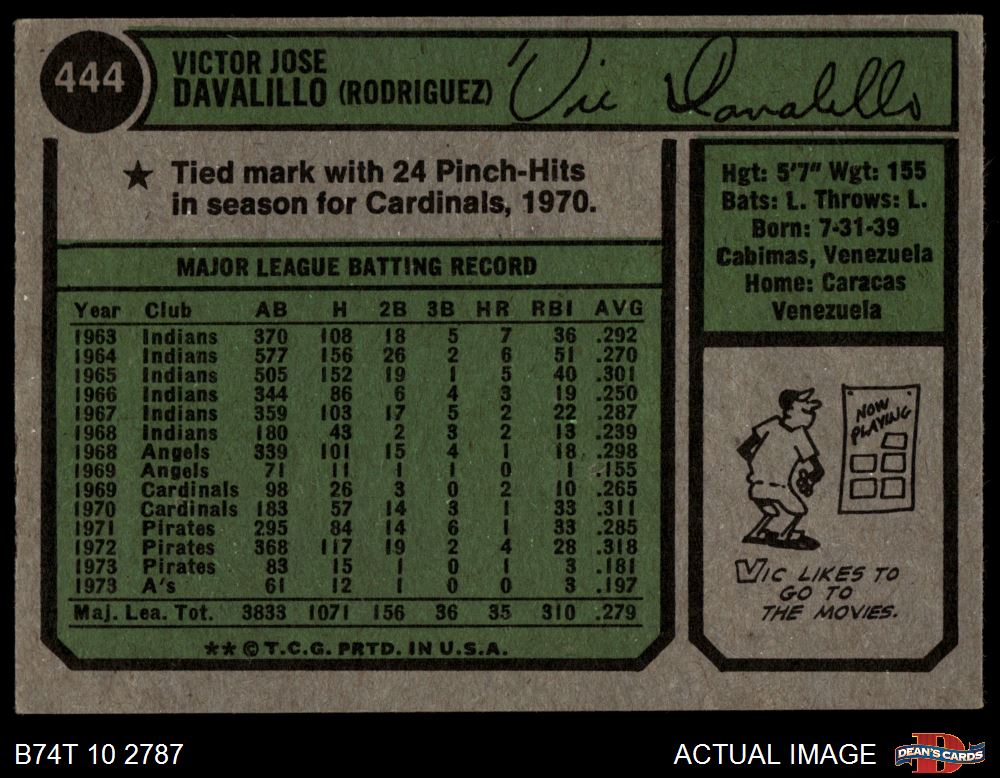 444
VICTOR JOSE
DAVALILLO (RODRIGUEZ)
Vic Davalillo
★ Tied mark with 24 Pinch-Hits
in season for Cardinals, 1970.
MAJOR LEAGUE BATTING RECORD
Year Club AB H 2B 3B HR RBI AVG
1963 Indians 370 108 18 5 7 36 .292
1964 Indians 577 156 26 2 6 51 .270
1965 Indians 505 152 19 1 5 40 .301
1966 Indians 344 86 6 4 3 19 .250
1967 Indians 359 103 17 5 2 22 .287
1968 Indians 180 43 2 3 2 13 .239
1968 Angels 339 101 15 4 1 18 .298
1969 Angels 71 11 1 1 0 1 .155
1969 Cardinals 98 26 3 0 2 10 .265
1970 Cardinals 183 57 14 3 1 33 .311
1971 Pirates 295 84 14 6 1 33 .285
1972 Pirates 368 117 19 2 4 28 .318
1973 Pirates 83 15 1 0 1 3 .181
1973 A's 61 12 1 0 0 3 .197
Maj. Lea. Tot. 3833 1071 156 36 35 310 .279
** © T.C.G. PRTD. IN U.S.A.
Hgt: 5'7" Wgt: 155
Bats: L. Throws: L.
Born: 7-31-39
Cabimas, Venezuela
Home: Caracas
Venezuela
NOW
PLAYING
VIC LIKES TO
GO TO
THE MOVIES.
B74T 10 2787
ACTUAL IMAGE
DEAN'S CARDS